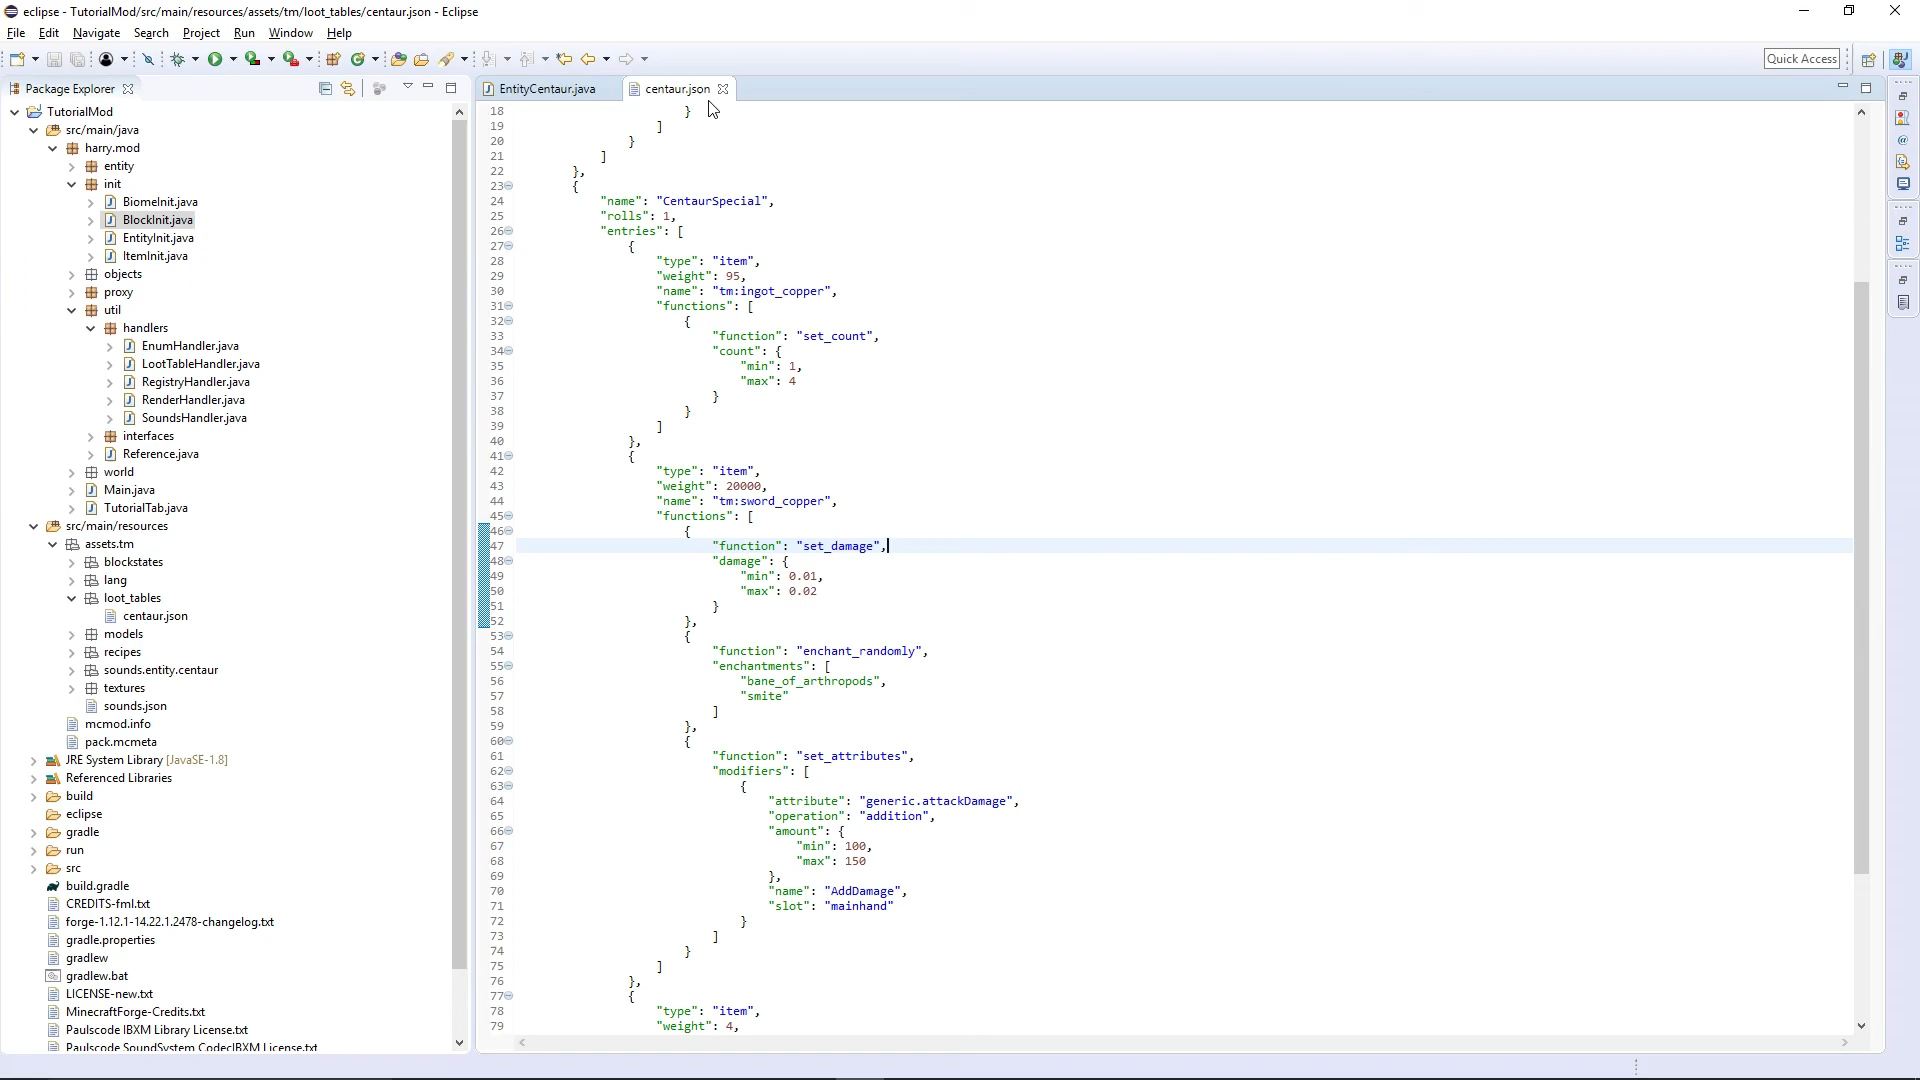 eclipse - TutorialMod/src/main/resources/assets/tm/loot_tables/centaur.json - Eclipse
File Edit Navigate Search Project Run Window Help
Quick Access
Package Explorer
TutorialMod
src/main/java
harry.mod
entity
init
BiomeInit.java
BlockInit.java
EntityInit.java
ItemInit.java
objects
proxy
util
handlers
EnumHandler.java
LootTableHandler.java
RegistryHandler.java
RenderHandler.java
SoundsHandler.java
interfaces
Reference.java
world
Main.java
TutorialTab.java
src/main/resources
assets.tm
blockstates
lang
loot_tables
centaur.json
models
recipes
sounds.entity.centaur
textures
sounds.json
mcmod.info
pack.mcmeta
JRE System Library [JavaSE-1.8]
Referenced Libraries
build
eclipse
gradle
run
src
build.gradle
CREDITS-fml.txt
forge-1.12.1-14.22.1.2478-changelog.txt
gradle.properties
gradlew
gradlew.bat
LICENSE-new.txt
MinecraftForge-Credits.txt
Paulscode IBXM Library License.txt
Paulscode SoundSystem CodecIBXM License.txt
EntityCentaur.java centaur.json
18 }
19 ]
20 }
21 ]
22 },
23 {
24 "name": "CentaurSpecial",
25 "rolls": 1,
26 "entries": [
27 {
28 "type": "item",
29 "weight": 95,
30 "name": "tm:ingot_copper",
31 "functions": [
32 {
33 "function": "set_count",
34 "count": {
35 "min": 1,
36 "max": 4
37 }
38 }
39 ]
40 },
41 {
42 "type": "item",
43 "weight": 20000,
44 "name": "tm:sword_copper",
45 "functions": [
46 {
47 "function": "set_damage",
48 "damage": {
49 "min": 0.01,
50 "max": 0.02
51 }
52 },
53 {
54 "function": "enchant_randomly",
55 "enchantments": [
56 "bane_of_arthropods",
57 "smite"
58 ]
59 },
60 {
61 "function": "set_attributes",
62 "modifiers": [
63 {
64 "attribute": "generic.attackDamage",
65 "operation": "addition",
66 "amount": {
67 "min": 100,
68 "max": 150
69 },
70 "name": "AddDamage",
71 "slot": "mainhand"
72 }
73 ]
74 }
75 ]
76 },
77 {
78 "type": "item",
79 "weight": 4,